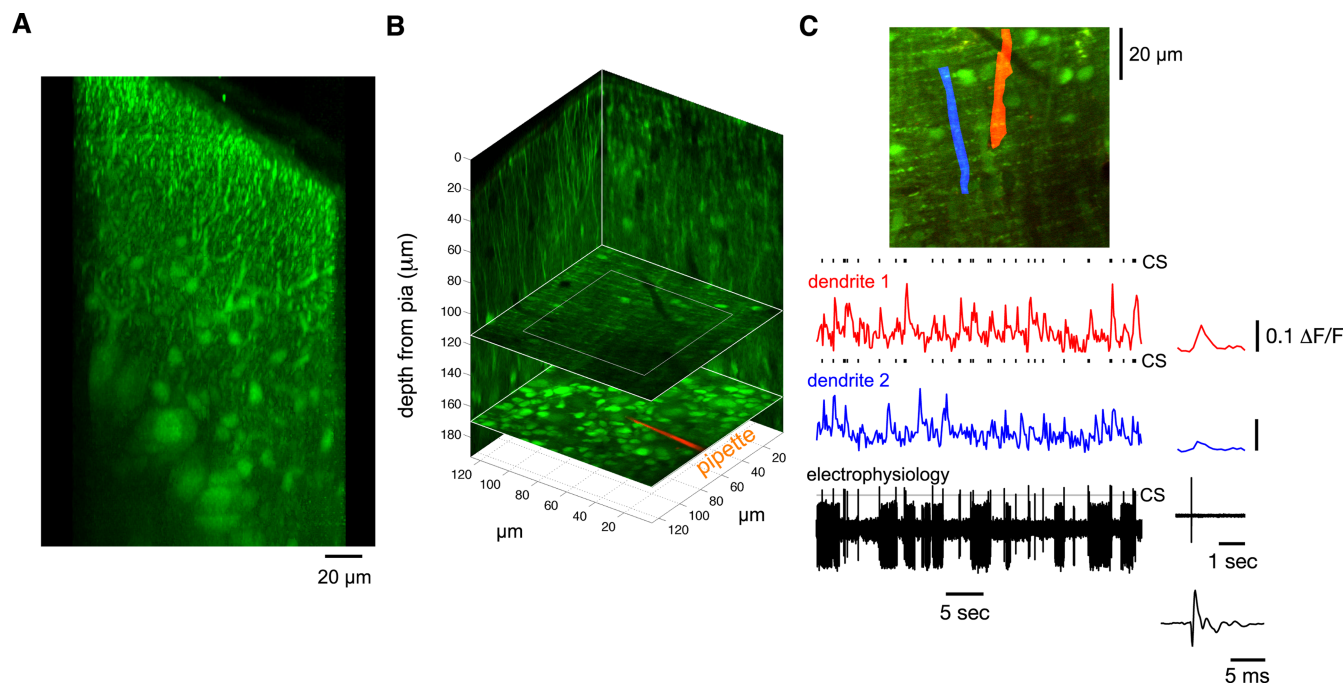 A
20 µm
B
depth from pia (µm)
0
20
40
60
80
100
120
140
160
180
120
100
80
60
40
20
µm
20
40
60
80
100
120
µm
pipette
C
20 µm
CS
dendrite 1
0.1 ΔF/F
CS
dendrite 2
electrophysiology
CS
1 sec
5 sec
5 ms